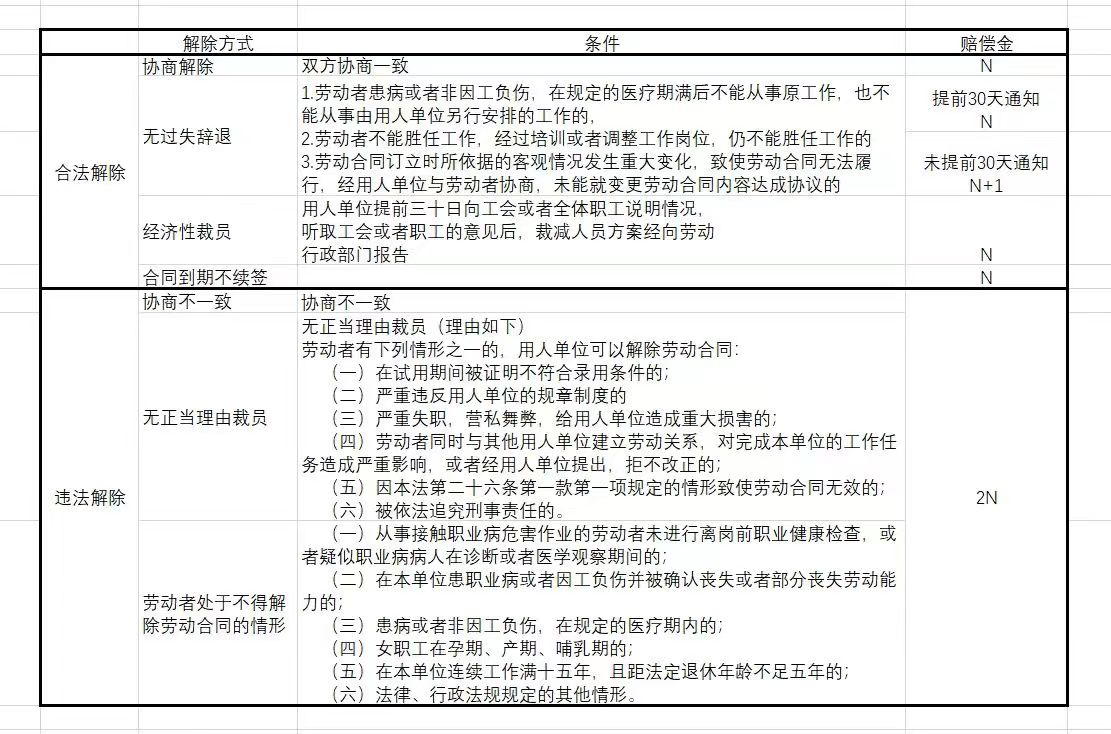 解除方式
条件
赔偿金
合法解除
协商解除
双方协商一致
N
无过失辞退
1.劳动者患病或者非因工负伤，在规定的医疗期满后不能从事原工作，也不
能从事由用人单位另行安排的工作的，
2.劳动者不能胜任工作，经过培训或者调整工作岗位，仍不能胜任工作的
3.劳动合同订立时所依据的客观情况发生重大变化，致使劳动合同无法履
行，经用人单位与劳动者协商，未能就变更劳动合同内容达成协议的
提前30天通知
N
未提前30天通知
N+1
经济性裁员
用人单位提前三十日向工会或者全体职工说明情况，
听取工会或者职工的意见后，裁减人员方案经向劳动
行政部门报告
N
合同到期不续签
N
违法解除
协商不一致
协商不一致
无正当理由裁员
无正当理由裁员（理由如下）
劳动者有下列情形之一的，用人单位可以解除劳动合同：
（一）在试用期间被证明不符合录用条件的；
（二）严重违反用人单位的规章制度的
（三）严重失职，营私舞弊，给用人单位造成重大损害的；
（四）劳动者同时与其他用人单位建立劳动关系，对完成本单位的工作任
务造成严重影响，或者经用人单位提出，拒不改正的；
（五）因本法第二十六条第一款第一项规定的情形致使劳动合同无效的；
（六）被依法追究刑事责任的。
劳动者处于不得解
除劳动合同的情形
（一）从事接触职业病危害作业的劳动者未进行离岗前职业健康检查，或
者疑似职业病病人在诊断或者医学观察期间的；
（二）在本单位患职业病或者因工负伤并被确认丧失或者部分丧失劳动能
力的；
（三）患病或者非因工负伤，在规定的医疗期内的；
（四）女职工在孕期、产期、哺乳期的；
（五）在本单位连续工作满十五年，且距法定退休年龄不足五年的；
（六）法律、行政法规规定的其他情形。
2N